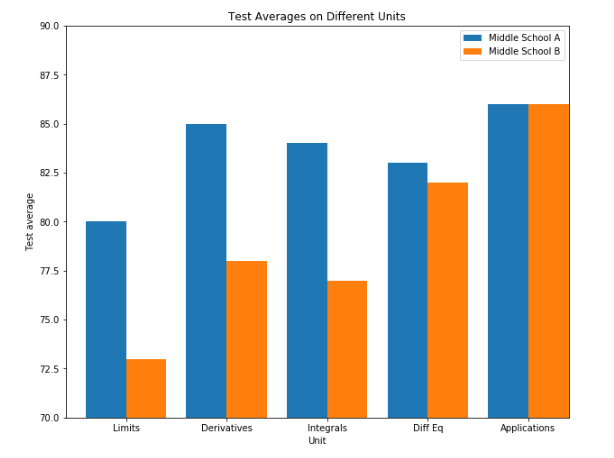 Test Averages on Different Units
90.0
Middle School A
Middle School B
87.5
85.0
82.5
80.0
77.5
75.0
72.5
70.0
Test average
Limits Derivatives Integrals Diff Eq Applications
Unit